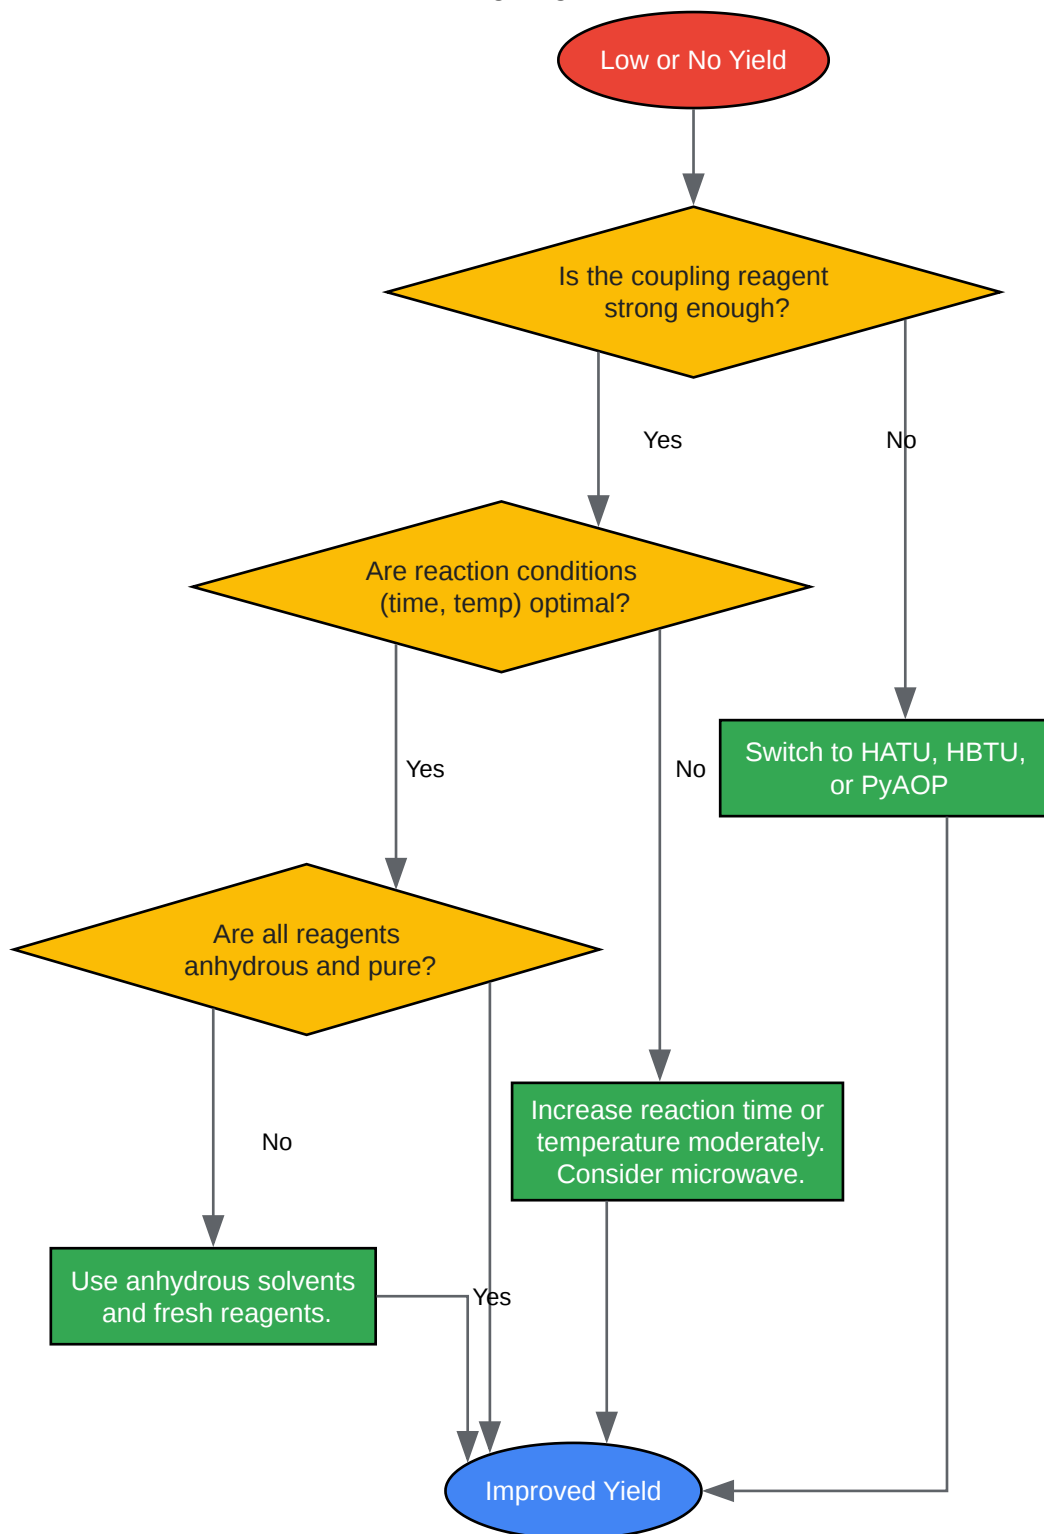 Low or No Yield
Is the coupling reagent
strong enough?
Yes
No
Are reaction conditions
(time, temp) optimal?
Switch to HATU, HBTU,
or PyAOP
Yes
No
Are all reagents
anhydrous and pure?
Increase reaction time or
temperature moderately.
Consider microwave.
No
Use anhydrous solvents
and fresh reagents.
Yes
Improved Yield